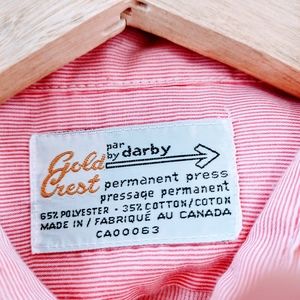 Gold Crest
par
by darby
permanent press
pressage permanent
65% POLYESTER - 35% COTTON/COTON
MADE IN / FABRIQUÉ AU CANADA
CA00063